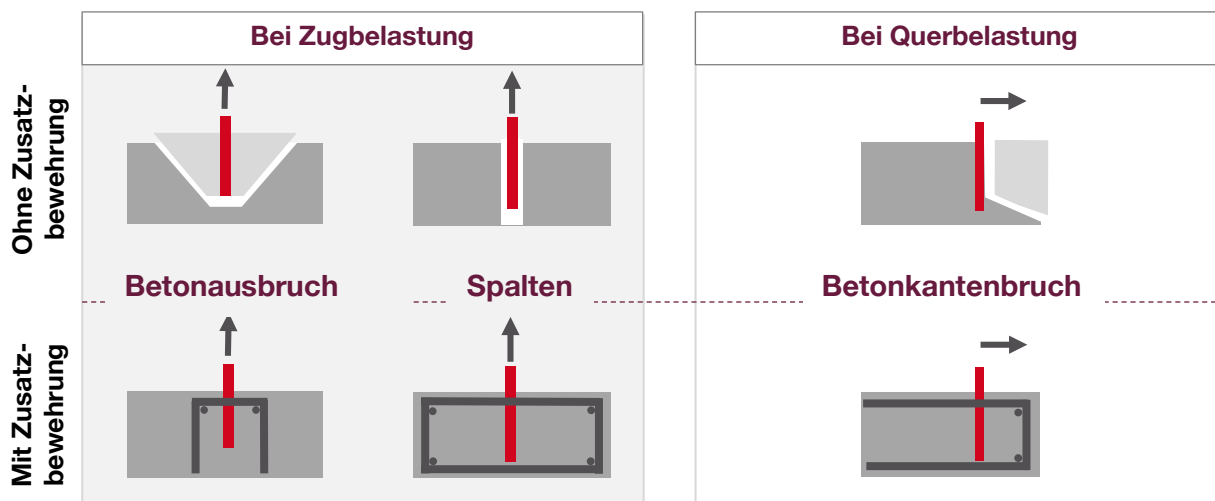 Bei Zugbelastung
Bei Querbelastung
Ohne Zusatz-
bewehrung
Betonausbruch
Spalten
Betonkantenbruch
Mit Zusatz-
bewehrung